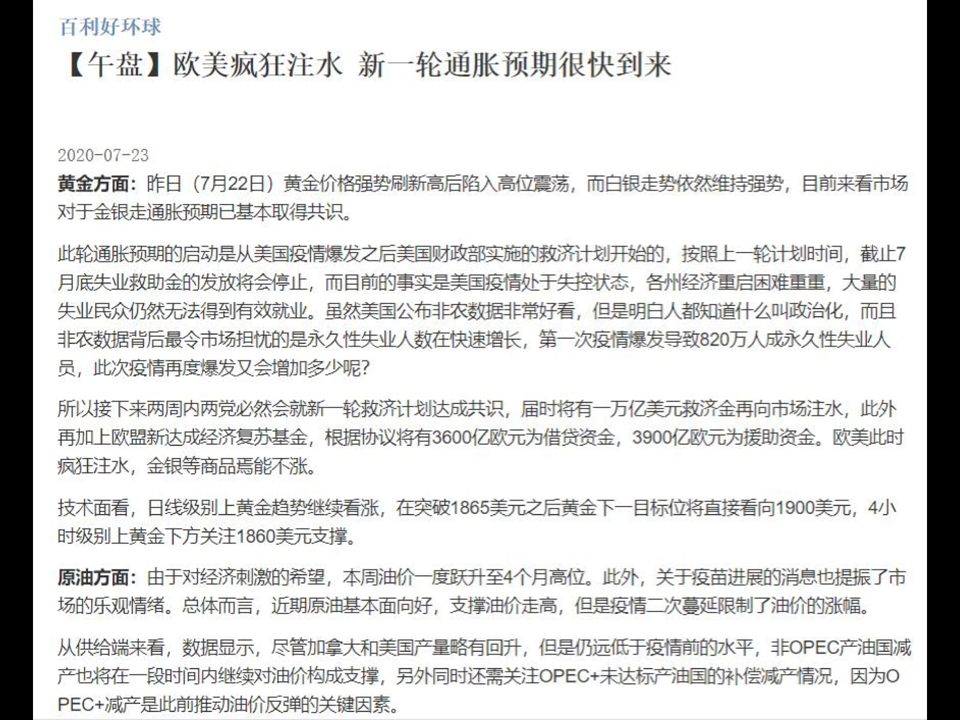 百利好环球
【午盘】欧美疯狂注水 新一轮通胀预期很快到来
2020-07-23
黄金方面：昨日（7月22日）黄金价格强势刷新高后陷入高位震荡，而白银走势依然维持强势，目前来看市场
对于金银走通胀预期已基本取得共识。
此轮通胀预期的启动是从美国疫情爆发之后美国财政部实施的救济计划开始的，按照上一轮计划时间，截止7
月底失业救助金的发放将会停止，而目前的事实是美国疫情处于失控状态，各州经济重启困难重重，大量的
失业民众仍然无法得到有效就业。虽然美国公布非农数据非常好看，但是明白人都知道什么叫政治化，而且
非农数据背后最令市场担忧的是永久性失业人数在快速增长，第一次疫情爆发导致820万人成永久性失业人
员，此次疫情再度爆发又会增加多少呢？
所以接下来两周内两党必然会就新一轮救济计划达成共识，届时将有一万亿美元救济金再向市场注水，此外
再加上欧盟新达成经济复苏基金，根据协议将有3600亿欧元为借贷资金，3900亿欧元为援助资金。欧美此时
疯狂注水，金银等商品焉能不涨。
技术面看，日线级别上黄金趋势继续看涨，在突破1865美元之后黄金下一目标位将直接看向1900美元，4小
时级别上黄金下方关注1860美元支撑。
原油方面：由于对经济刺激的希望，本周油价一度跃升至4个月高位。此外，关于疫苗进展的消息也提振了市
场的乐观情绪。总体而言，近期原油基本面向好，支撑油价走高，但是疫情二次蔓延限制了油价的涨幅。
从供给端来看，数据显示，尽管加拿大和美国产量略有回升，但是仍远低于疫情前的水平，非OPEC产油国减
产也将在一段时间内继续对油价构成支撑，另外同时还需关注OPEC+未达标产油国的补偿减产情况，因为O
PEC+减产是此前推动油价反弹的关键因素。